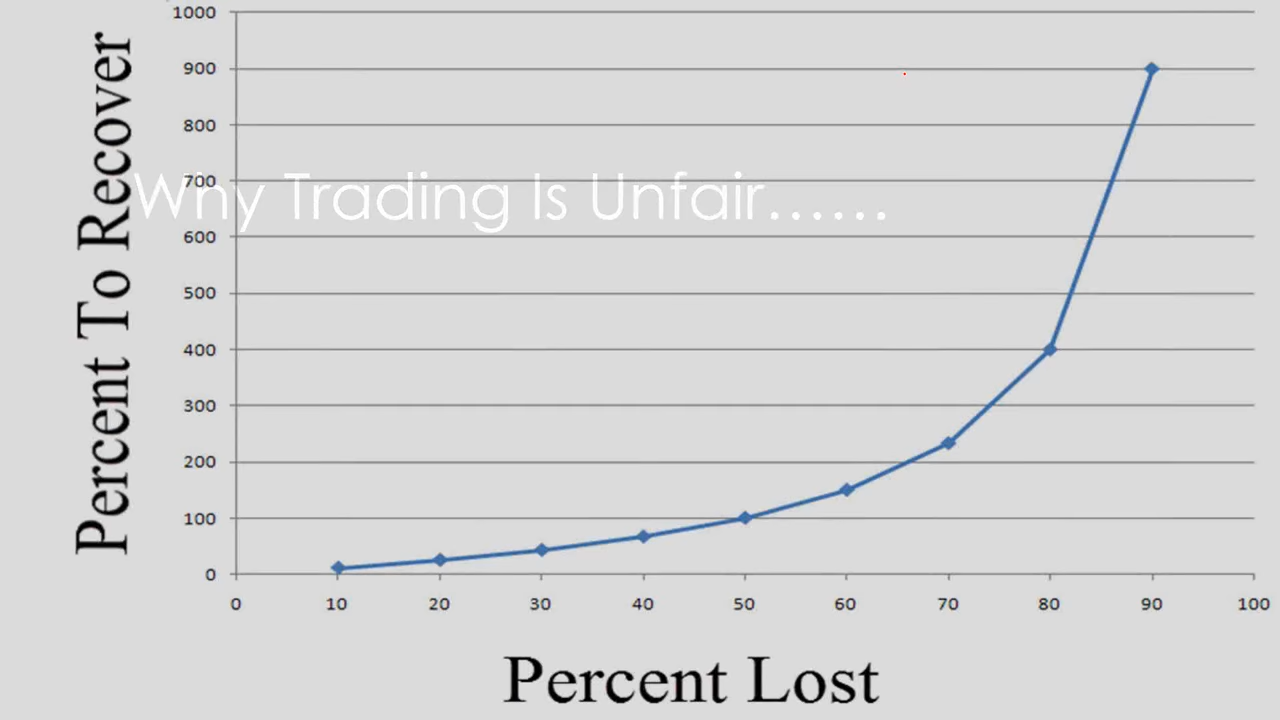 1000
900
800
700
600
500
400
300
200
100
0
Percent To Recover
Why Trading Is Unfair......
0 10 20 30 40 50 60 70 80 90 100
Percent Lost